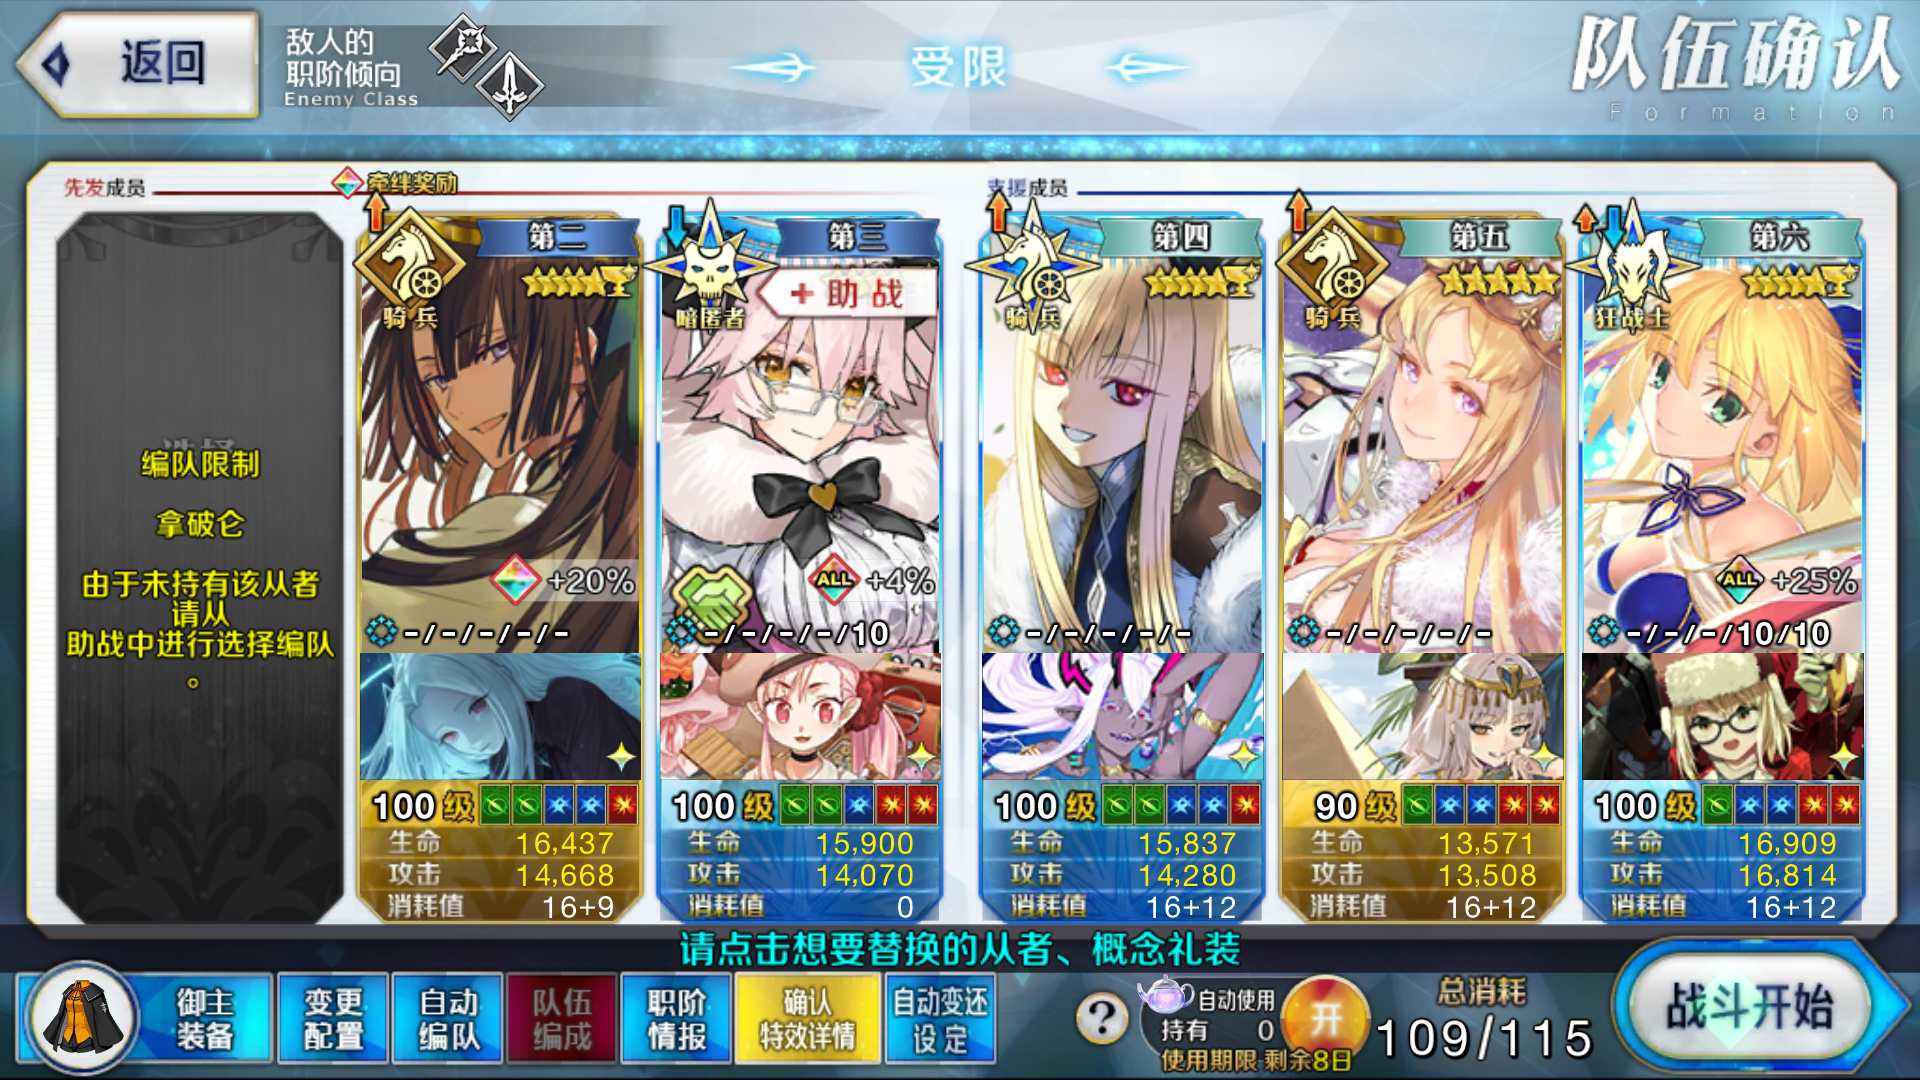 返回
敌人的
职阶倾向
Enemy Class
受限
队伍确认
Formation
先发成员
牵绊奖励
支援成员
编队限制
拿破仑
由于未持有该从者
请从
助战中进行选择编队
。
第二
骑兵
+20%
-/-/-/-/-
100级
生命 16,437
攻击 14,668
消耗值 16+9
第三
+助战
暗匿者
ALL +4%
-/-/-/-/10
100级
生命 15,900
攻击 14,070
消耗值 0
第四
骑兵
-/-/-/-/-
100级
生命 15,837
攻击 14,280
消耗值 16+12
第五
骑兵
-/-/-/-/-
90级
生命 13,571
攻击 13,508
消耗值 16+12
第六
狂战士
ALL +25%
-/-/-/10/10
100级
生命 16,909
攻击 16,814
消耗值 16+12
请点击想要替换的从者、概念礼装
御主
装备
变更
配置
自动
编队
队伍
编成
职阶
情报
确认
特效详情
自动变还
设定
?
自动使用
持有 0
使用期限 剩余8日
开
总消耗
109/115
战斗开始